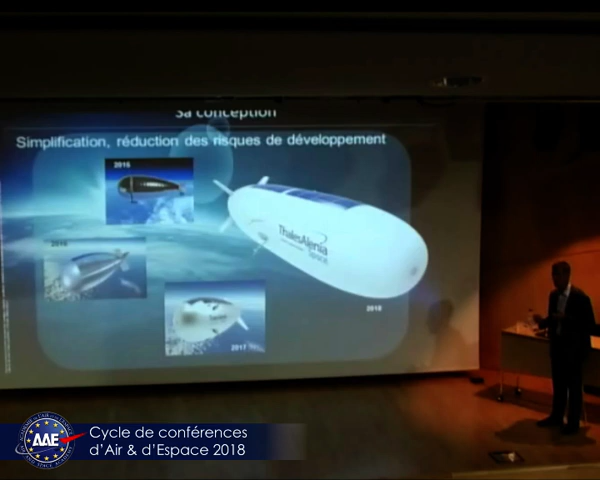 Sa conception
Simplification, réduction des risques de développement
2015
2016
ThalesAlenia
Space
2018
2017
AAE
Cycle de conférences
d'Air & d'Espace 2018